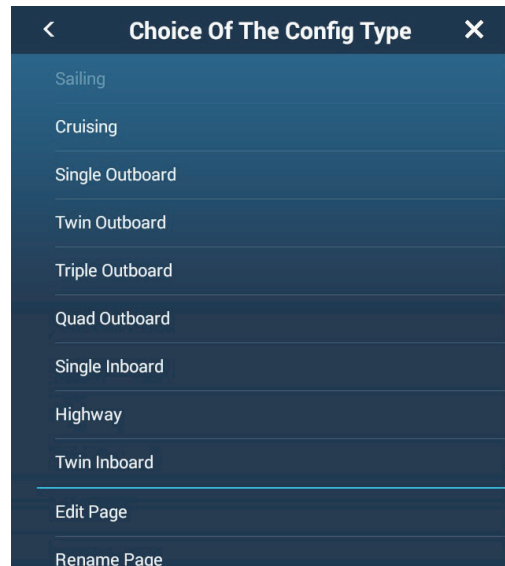 Choice Of The Config Type
Sailing
Cruising
Single Outboard
Twin Outboard
Triple Outboard
Quad Outboard
Single Inboard
Highway
Twin Inboard
Edit Page
Rename Page